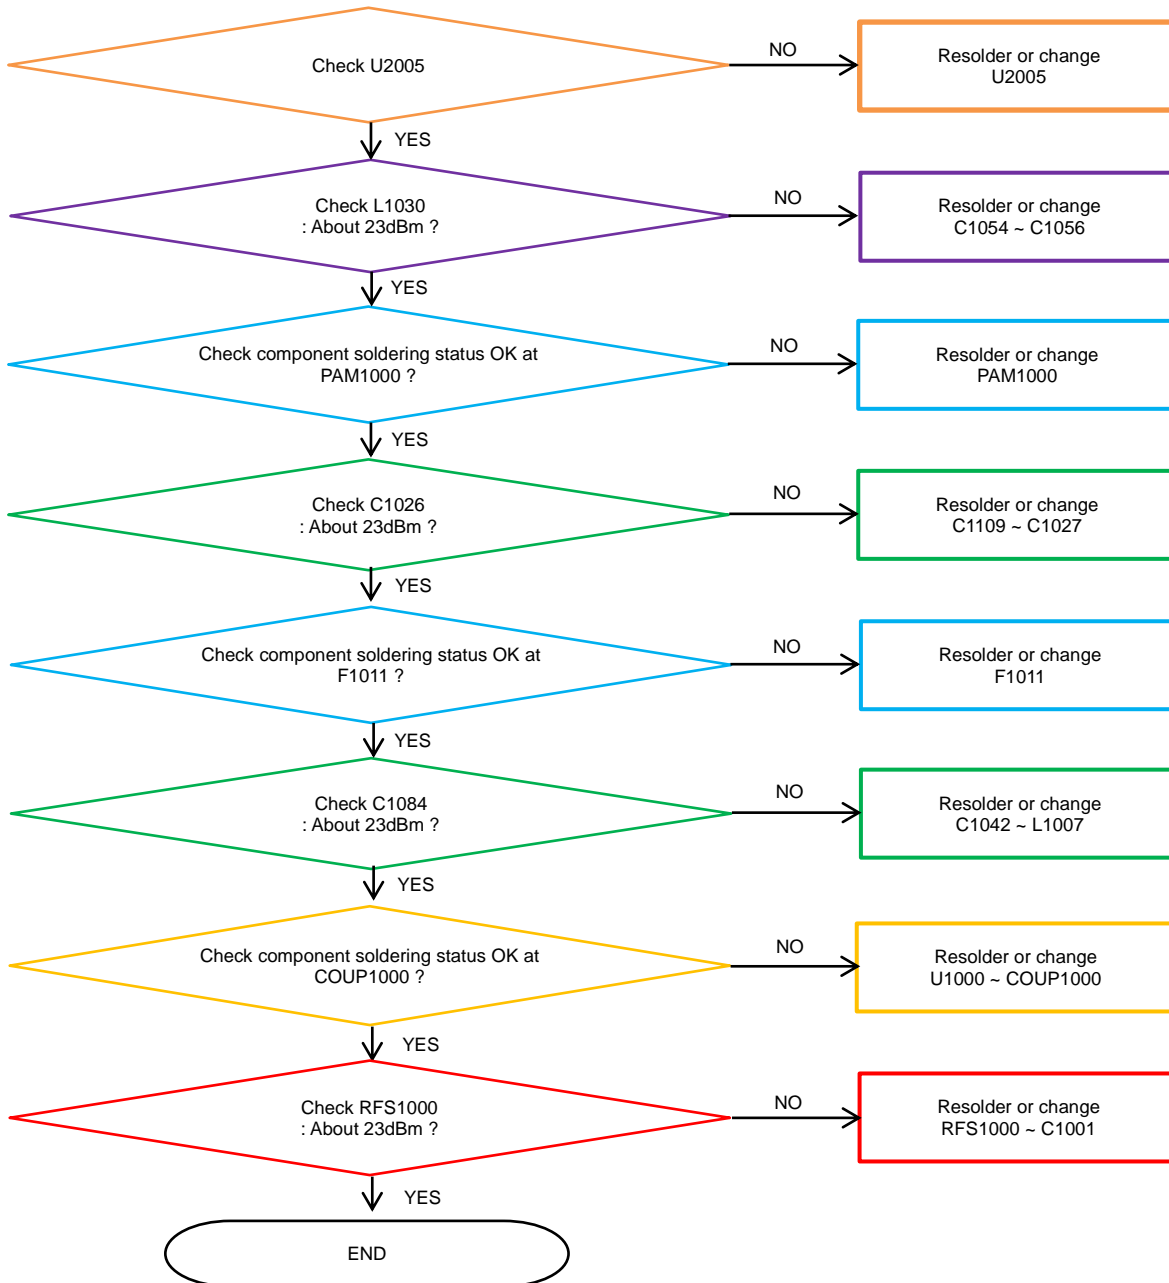 Check U2005
NO
Resolder or change
U2005
YES
Check L1030
: About 23dBm ?
NO
Resolder or change
C1054 ~ C1056
YES
Check component soldering status OK at
PAM1000 ?
NO
Resolder or change
PAM1000
YES
Check C1026
: About 23dBm ?
NO
Resolder or change
C1109 ~ C1027
YES
Check component soldering status OK at
F1011 ?
NO
Resolder or change
F1011
YES
Check C1084
: About 23dBm ?
NO
Resolder or change
C1042 ~ L1007
YES
Check component soldering status OK at
COUP1000 ?
NO
Resolder or change
U1000 ~ COUP1000
YES
Check RFS1000
: About 23dBm ?
NO
Resolder or change
RFS1000 ~ C1001
YES
END